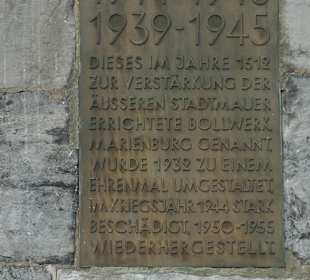 1939-1945
DIESES IM JAHRE 1512
ZUR VERSTÄRKUNG DER
ÄUSSEREN STADTMAUER
ERRICHTETE BOLLWERK,
MARIENBURG GENANNT,
WURDE 1932 ZU EINEM
EHRENMAL UMGESTALTET,
IM KRIEGSJAHR 1944 STARK
BESCHÄDIGT, 1950-1955
WIEDERHERGESTELLT